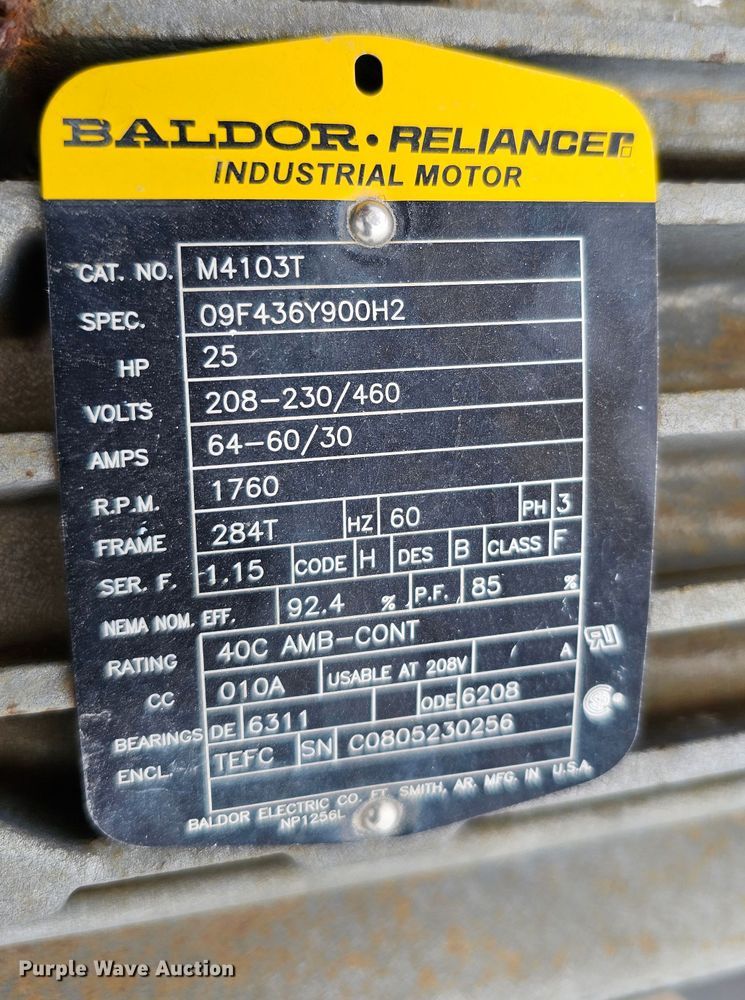 BALDOR • RELIANCER
INDUSTRIAL MOTOR
CAT. NO. M4103T
SPEC. 09F436Y900H2
HP 25
VOLTS 208-230/460
AMPS 64-60/30
R.P.M. 1760
FRAME 284T HZ 60 PH 3
SER. F. 1.15 CODE H DES B CLASS F
NEMA NOM. EFF. 92.4 % P.F. 85 %
RATING 40C AMB-CONT
CC 010A USABLE AT 208V A
BEARINGS DE 6311 ODE 6208
ENCL. TEFC SN C0805230256
BALDOR ELECTRIC CO. FT. SMITH, AR. MFG. IN U.S.A.
NP1256L
Purple Wave Auction